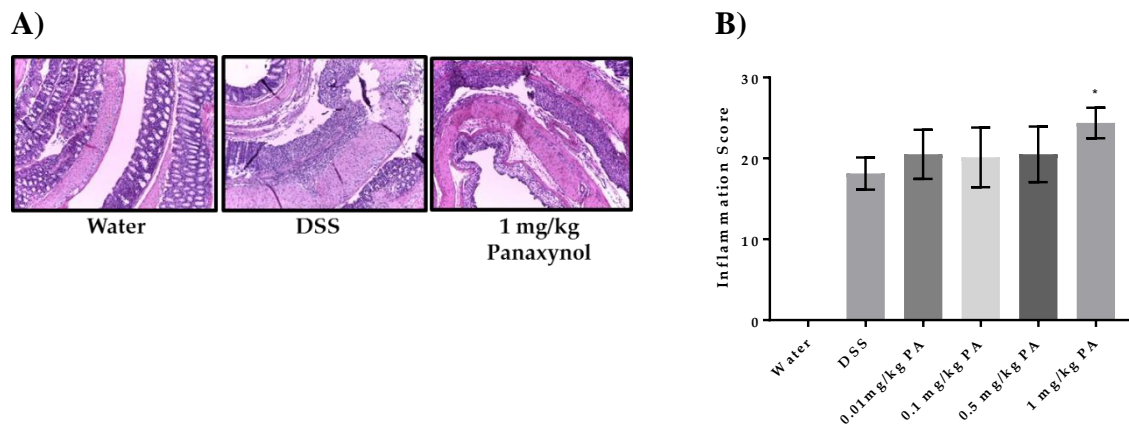 A)
Water
DSS
1 mg/kg
Panaxynol
B)
Inflammation Score
30
20
10
0
*
Water
DSS
0.01mg/kg PA
0.1 mg/kg PA
0.5 mg/kg PA
1 mg/kg PA